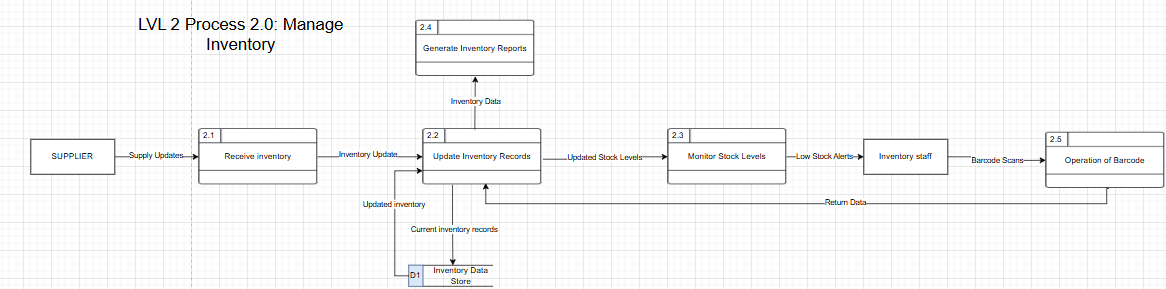 LVL 2 Process 2.0: Manage
Inventory
2.4
Generate Inventory Reports
Inventory Data
SUPPLIER
Supply Updates
2.1
Receive inventory
Inventory Update
2.2
Update Inventory Records
Updated Stock Levels
2.3
Monitor Stock Levels
Low Stock Alerts
Inventory staff
Barcode Scans
2.5
Operation of Barcode
Return Data
Updated inventory
Current inventory records
D1
Inventory Data
Store